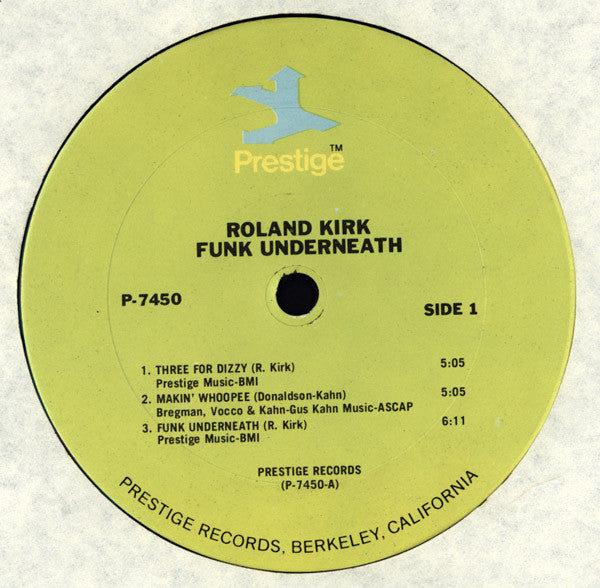 TM
Prestige
ROLAND KIRK
FUNK UNDERNEATH
P-7450
SIDE 1
1. THREE FOR DIZZY (R. Kirk) 5:05
Prestige Music-BMI
2. MAKIN' WHOOPEE (Donaldson-Kahn) 5:05
Bregman, Vocco & Kahn-Gus Kahn Music-ASCAP
3. FUNK UNDERNEATH (R. Kirk) 6:11
Prestige Music-BMI
PRESTIGE RECORDS
(P-7450-A)
PRESTIGE RECORDS, BERKELEY, CALIFORNIA